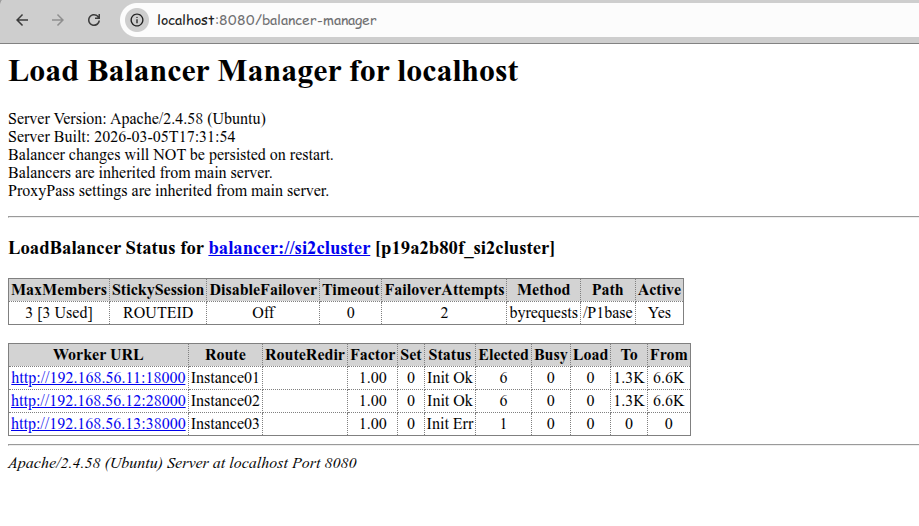 localhost:8080/balancer-manager
Load Balancer Manager for localhost
Server Version: Apache/2.4.58 (Ubuntu)
Server Built: 2026-03-05T17:31:54
Balancer changes will NOT be persisted on restart.
Balancers are inherited from main server.
ProxyPass settings are inherited from main server.
LoadBalancer Status for balancer://si2cluster [p19a2b80f_si2cluster]
MaxMembers StickySession DisableFailover Timeout FailoverAttempts Method Path Active
3 [3 Used] ROUTEID Off 0 2 byrequests /P1base Yes
Worker URL Route RouteRedir Factor Set Status Elected Busy Load To From
http://192.168.56.11:18000 Instance01 1.00 0 Init Ok 6 0 0 1.3K 6.6K
http://192.168.56.12:28000 Instance02 1.00 0 Init Ok 6 0 0 1.3K 6.6K
http://192.168.56.13:38000 Instance03 1.00 0 Init Err 1 0 0 0 0
Apache/2.4.58 (Ubuntu) Server at localhost Port 8080